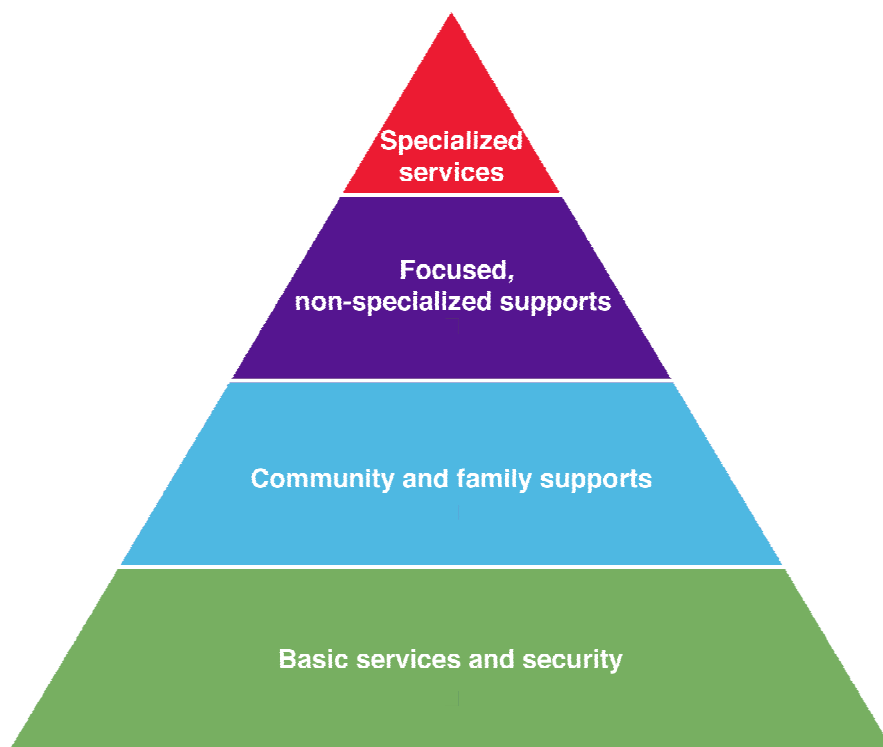 Specialized
services
Focused,
non-specialized supports
Community and family supports
Basic services and security